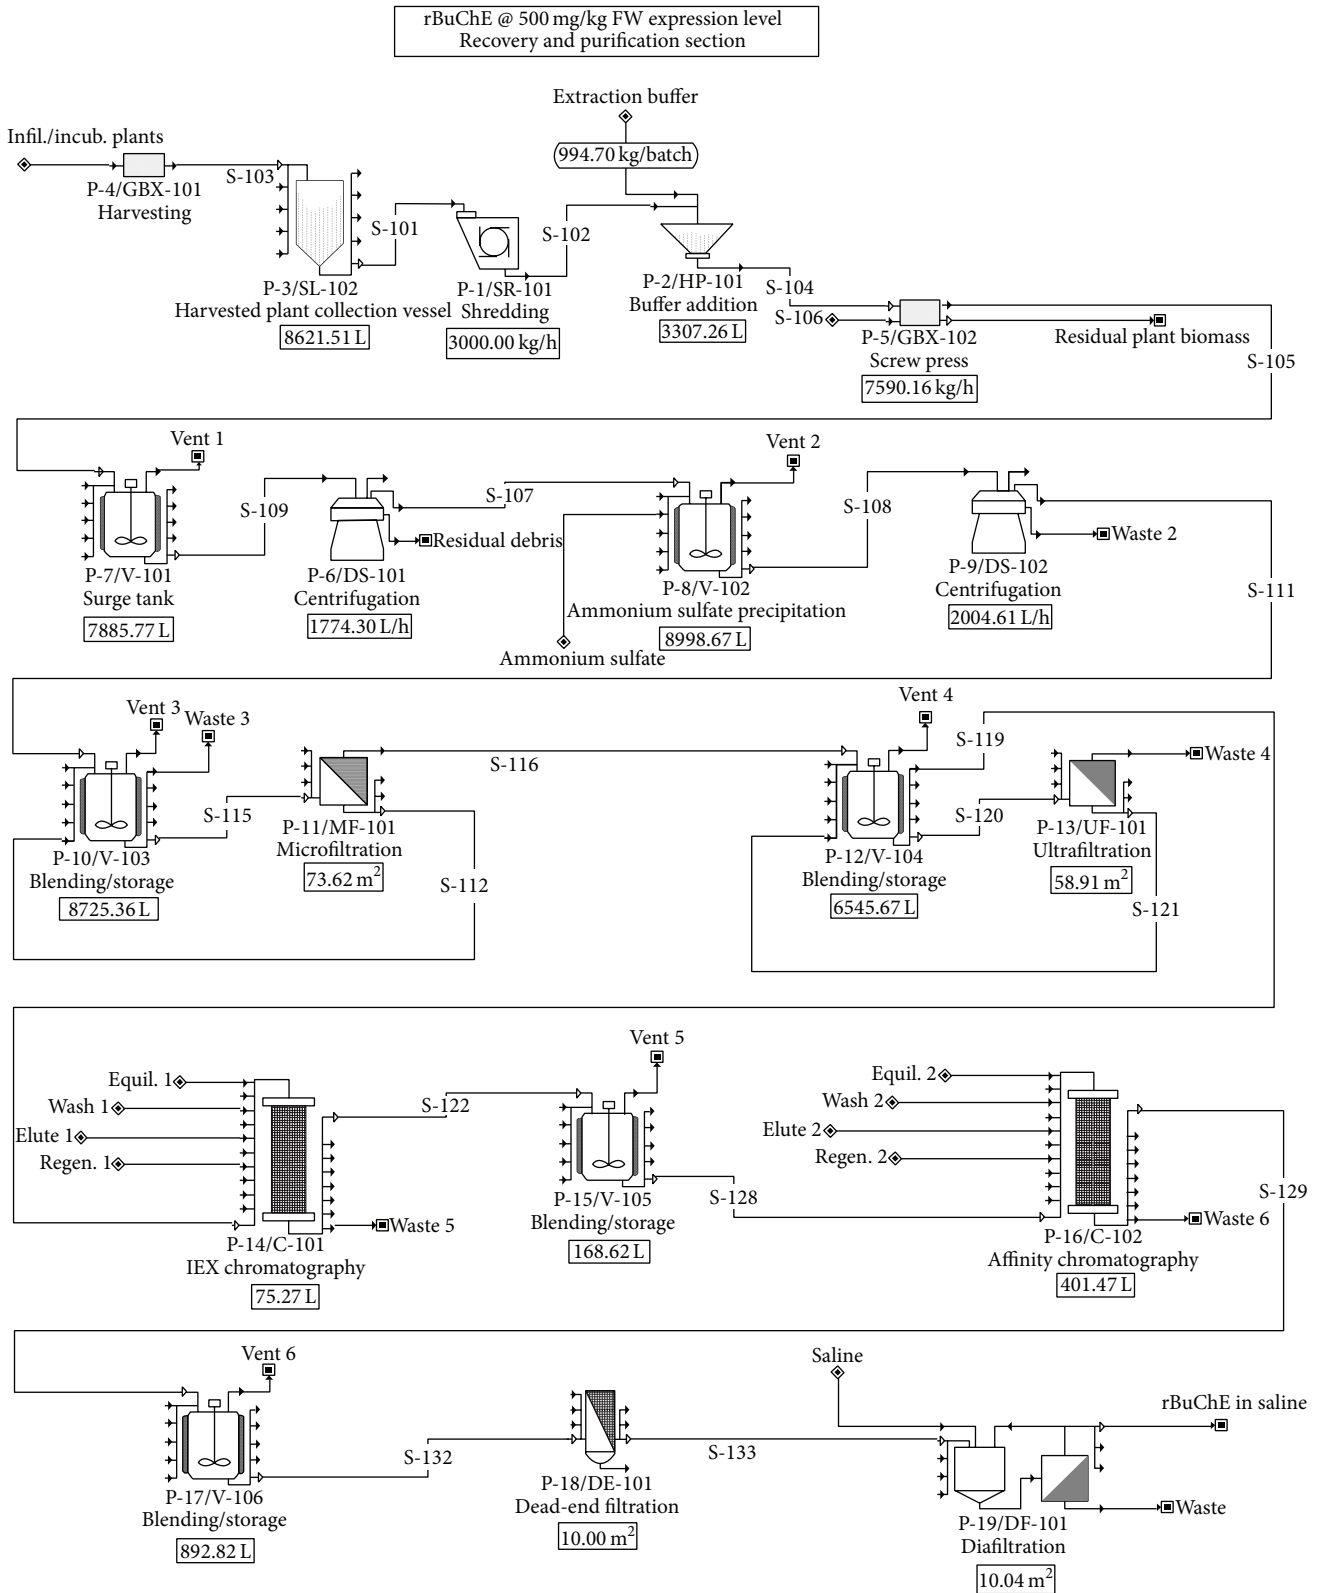 rBuChE @ 500 mg/kg FW expression level
Recovery and purification section
Extraction buffer
994.70 kg/batch
Infil./incub. plants
P-4/GBX-101
Harvesting
S-103
S-101
P-3/SL-102
Harvested plant collection vessel
8621.51 L
P-1/SR-101
Shredding
3000.00 kg/h
S-102
P-2/HP-101
Buffer addition
3307.26 L
S-104
S-106
P-5/GBX-102
Screw press
7590.16 kg/h
Residual plant biomass
S-105
Vent 1
P-7/V-101
Surge tank
7885.77 L
S-109
P-6/DS-101
Centrifugation
1774.30 L/h
Residual debris
S-107
Vent 2
P-8/V-102
Ammonium sulfate precipitation
8998.67 L
Ammonium sulfate
S-108
P-9/DS-102
Centrifugation
2004.61 L/h
Waste 2
S-111
Vent 3
Waste 3
P-10/V-103
Blending/storage
8725.36 L
S-115
P-11/MF-101
Microfiltration
73.62 m²
S-112
S-116
Vent 4
S-119
P-12/V-104
Blending/storage
6545.67 L
S-120
P-13/UF-101
Ultrafiltration
58.91 m²
Waste 4
S-121
Equil. 1
Wash 1
Elute 1
Regen. 1
P-14/C-101
IEX chromatography
75.27 L
Waste 5
S-122
Vent 5
P-15/V-105
Blending/storage
168.62 L
S-128
Equil. 2
Wash 2
Elute 2
Regen. 2
P-16/C-102
Affinity chromatography
401.47 L
Waste 6
S-129
Vent 6
P-17/V-106
Blending/storage
892.82 L
S-132
P-18/DE-101
Dead-end filtration
10.00 m²
S-133
Saline
P-19/DF-101
Diafiltration
10.04 m²
rBuChE in saline
Waste